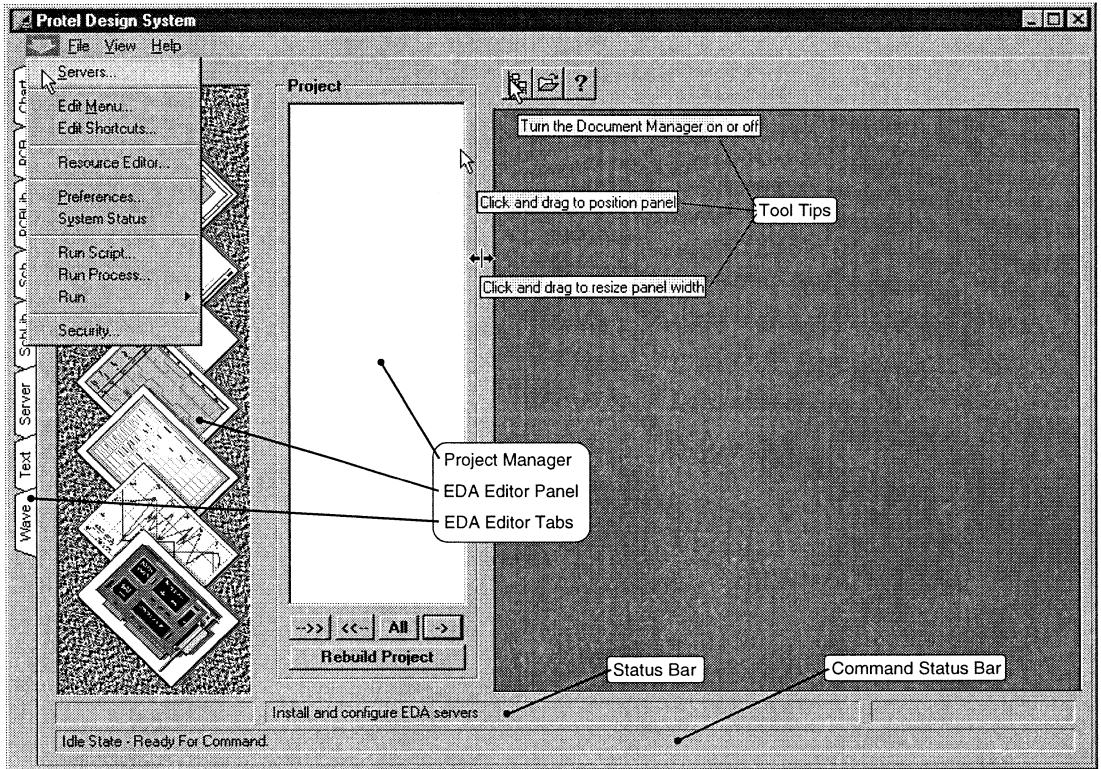 Protel Design System
File View Help
Servers...
Edit Menu...
Edit Shortcuts...
Resource Editor...
Preferences...
System Status
Run Script...
Run Process...
Run
Security...
Chart
PCB
PCBLib
Sch
SchLib
Server
Text
Wave
Project
?
Turn the Document Manager on or off
Click and drag to position panel
Tool Tips
Click and drag to resize panel width
Project Manager
EDA Editor Panel
EDA Editor Tabs
-->> <<-- All ->
Rebuild Project
Status Bar
Command Status Bar
Install and configure EDA servers
Idle State - Ready For Command.